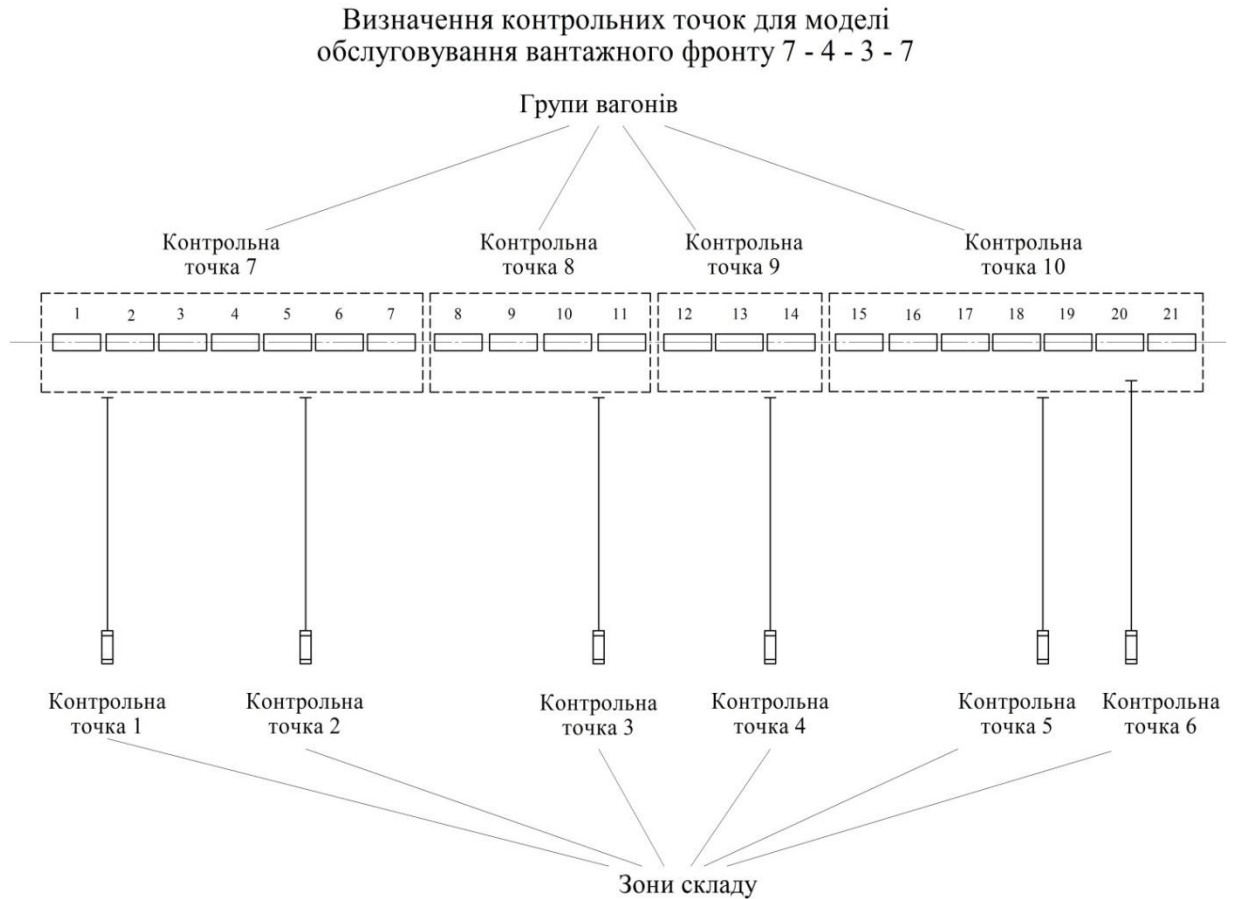 Визначення контрольних точок для моделі
обслуговування вантажного фронту 7 - 4 - 3 - 7
Групи вагонів
Контрольна
точка 7
Контрольна
точка 8
Контрольна
точка 9
Контрольна
точка 10
1 2 3 4 5 6 7 8 9 10 11 12 13 14 15 16 17 18 19 20 21
Контрольна
точка 1
Контрольна
точка 2
Контрольна
точка 3
Контрольна
точка 4
Контрольна
точка 5
Контрольна
точка 6
Зони складу